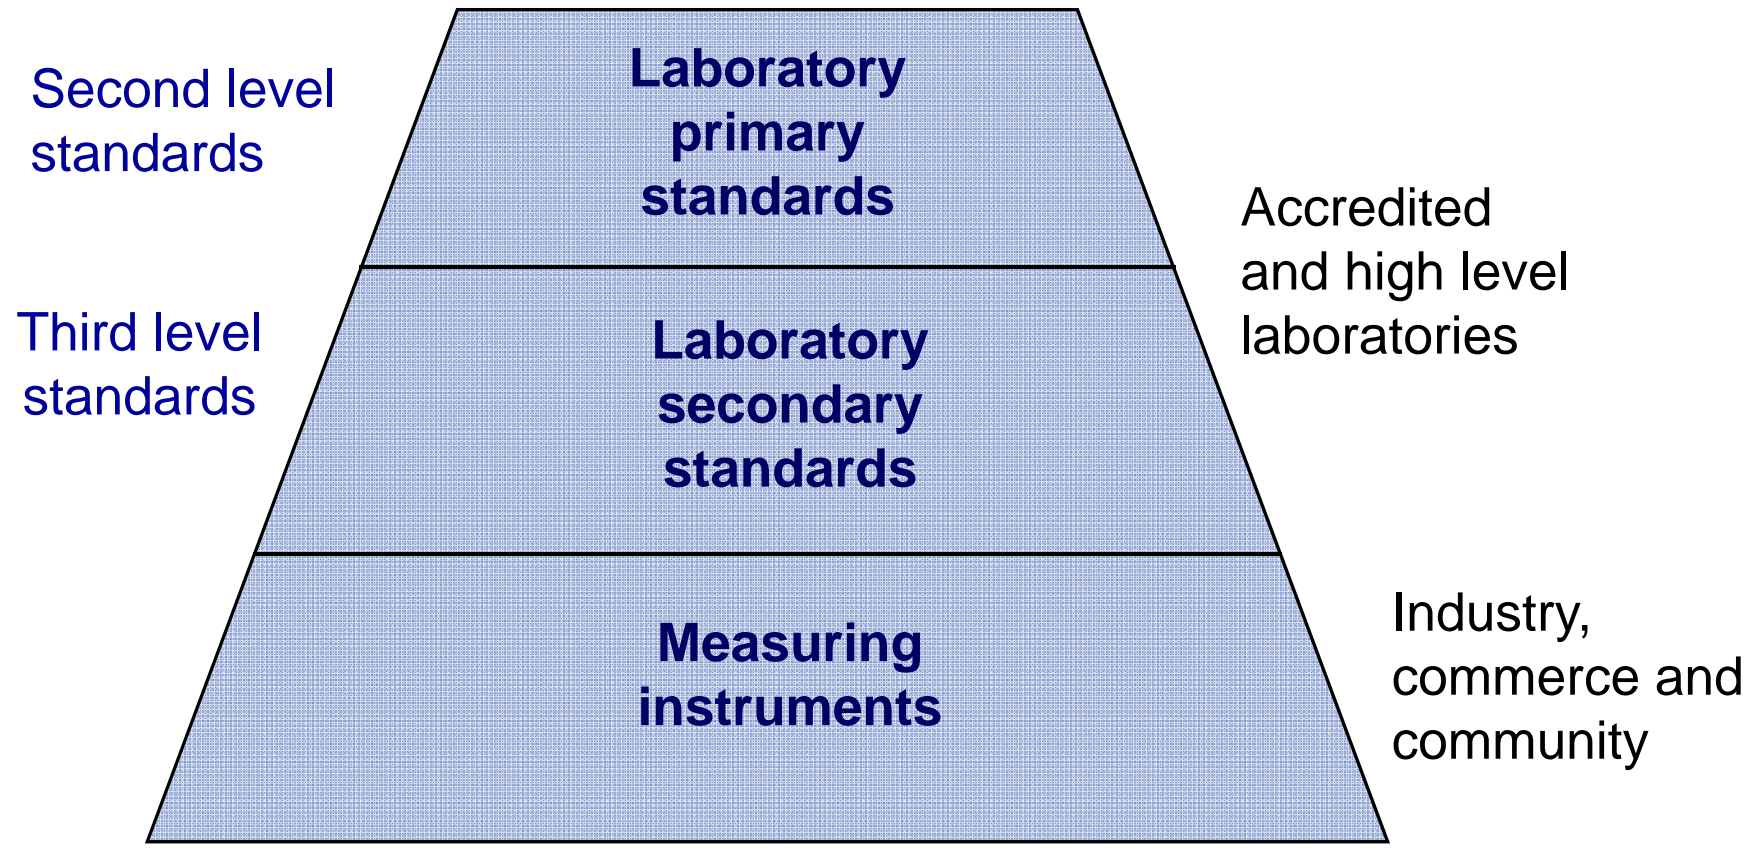 Second level
standards
Laboratory
primary
standards
Accredited
and high level
laboratories
Third level
standards
Laboratory
secondary
standards
Measuring
instruments
Industry,
commerce and
community